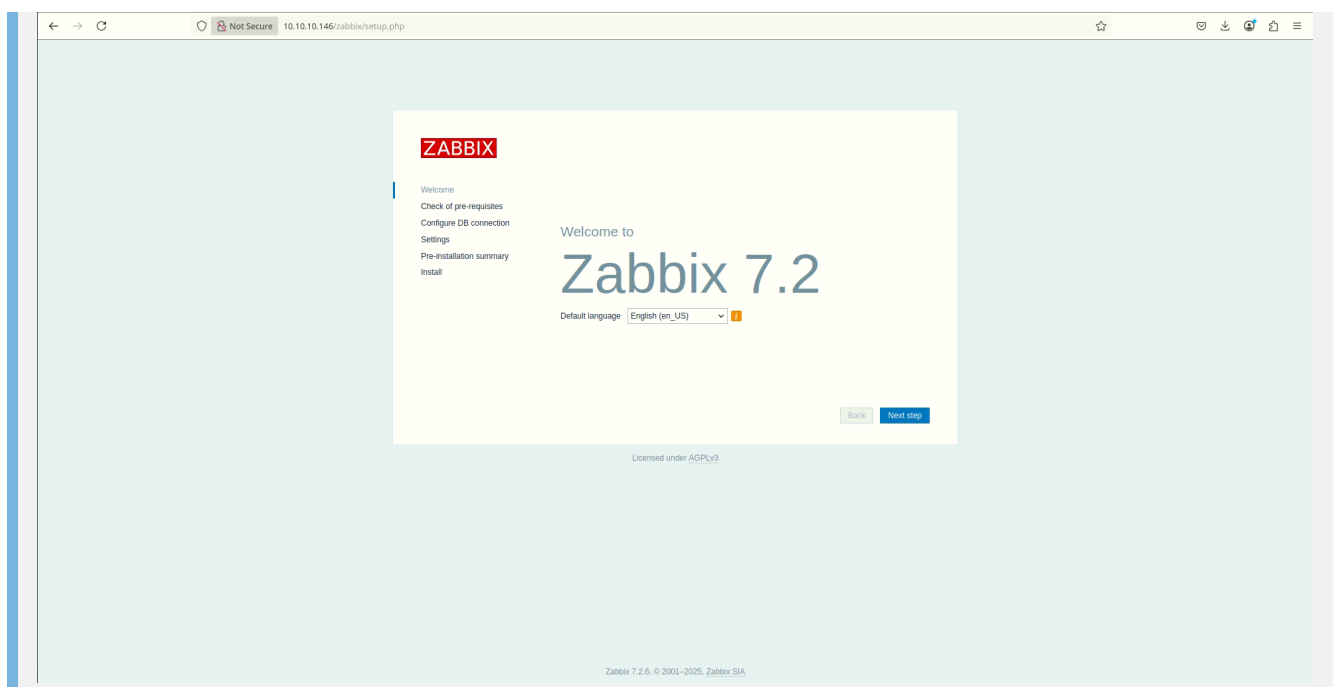 Not Secure 10.10.10.146/zabbix/setup.php
ZABBIX
Welcome
Check of pre-requisites
Configure DB connection
Settings
Pre-installation summary
Install
Welcome to
Zabbix 7.2
Default language English (en_US)
Back Next step
Licensed under AGPLv3
Zabbix 7.2.6. © 2001–2025, Zabbix SIA